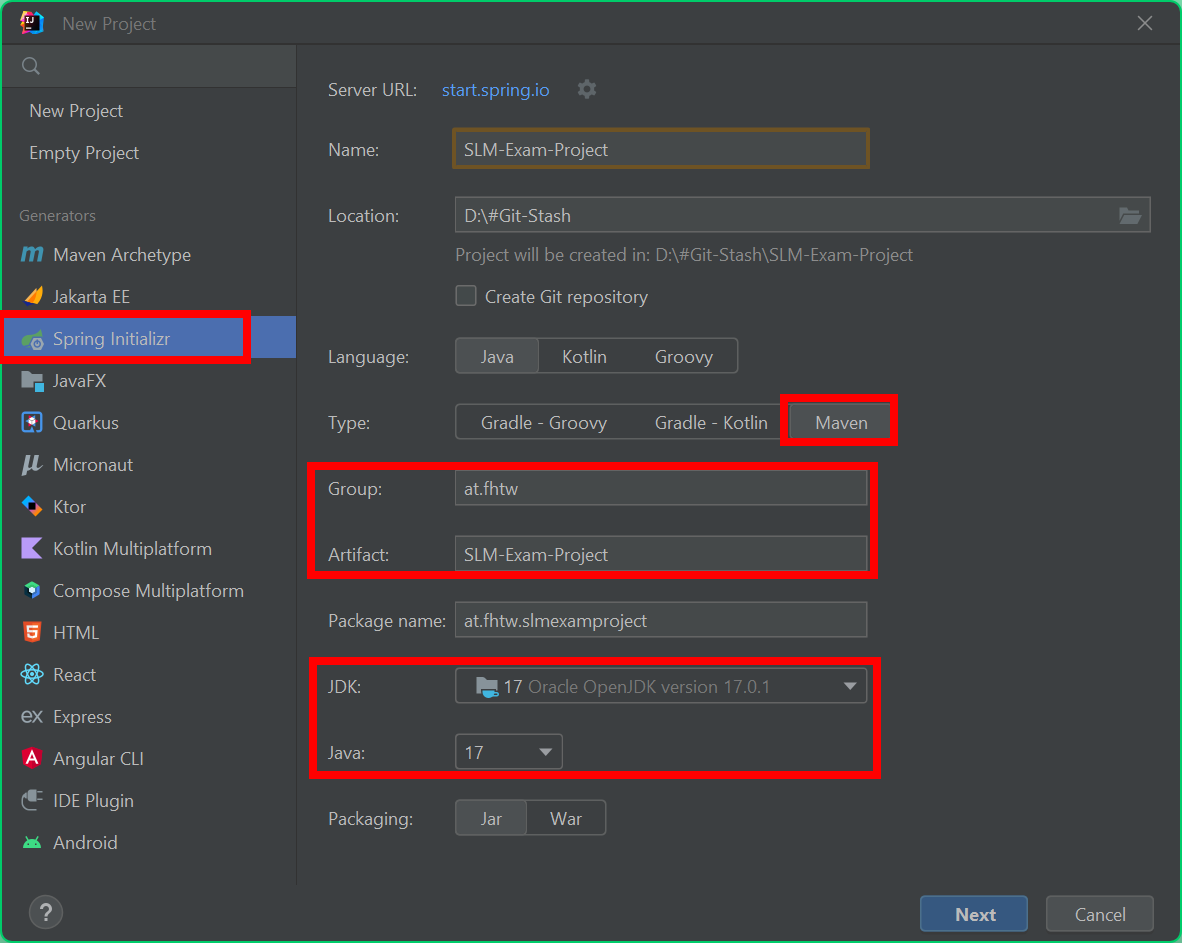 New Project
New Project
Empty Project
Generators
Maven Archetype
Jakarta EE
Spring Initializr
JavaFX
Quarkus
Micronaut
Ktor
Kotlin Multiplatform
Compose Multiplatform
HTML
React
Express
Angular CLI
IDE Plugin
Android
Server URL: start.spring.io
Name: SLM-Exam-Project
Location: D:\#Git-Stash
Project will be created in: D:\#Git-Stash\SLM-Exam-Project
Create Git repository
Language: Java Kotlin Groovy
Type: Gradle - Groovy Gradle - Kotlin Maven
Group: at.fhtw
Artifact: SLM-Exam-Project
Package name: at.fhtw.slmexamproject
JDK: 17 Oracle OpenJDK version 17.0.1
Java: 17
Packaging: Jar War
? Next Cancel